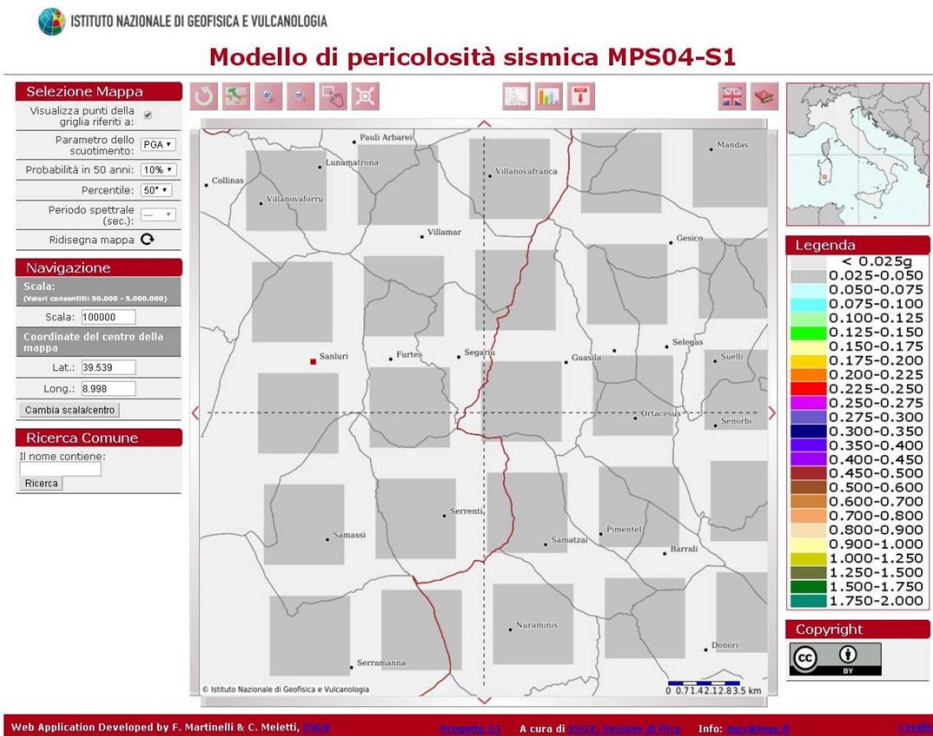 ISTITUTO NAZIONALE DI GEOFISICA E VULCANOLOGIA
Modello di pericolosità sismica MPS04-S1
Selezione Mappa
Visualizza punti della
griglia riferiti a:
Parametro dello
scuotimento: PGA
Probabilità in 50 anni: 10%
Percentile: 50°
Periodo spettrale
(sec.): ---
Ridisegna mappa
Navigazione
Scala:
(Valori consentiti: 50.000 - 5.000.000)
Scala: 100000
Coordinate del centro della
mappa
Lat.: 39.539
Long.: 8.998
Cambia scala/centro
Ricerca Comune
Il nome contiene:
Ricerca
Pauli Arbarei
Mandas
Lunamatrona
Villanovafranca
Collinas
Villanovaforru
Villamar
Gesico
Sanluri
Furtei
Segariu
Guasila
Selegas
Suelli
Ortacesus
Senorbì
Serrenti
Samassi
Samatzai
Pimentel
Barrali
Nuraminis
Donori
Serramanna
© Istituto Nazionale di Geofisica e Vulcanologia
0 0.71.42.12.83.5 km
Legenda
< 0.025g
0.025-0.050
0.050-0.075
0.075-0.100
0.100-0.125
0.125-0.150
0.150-0.175
0.175-0.200
0.200-0.225
0.225-0.250
0.250-0.275
0.275-0.300
0.300-0.350
0.350-0.400
0.400-0.450
0.450-0.500
0.500-0.600
0.600-0.700
0.700-0.800
0.800-0.900
0.900-1.000
1.000-1.250
1.250-1.500
1.500-1.750
1.750-2.000
Copyright
cc
BY
Web Application Developed by F. Martinelli & C. Meletti, INGV
Progetto S1 A cura di INGV, Sezione di Pisa Info: mps@ingv.it